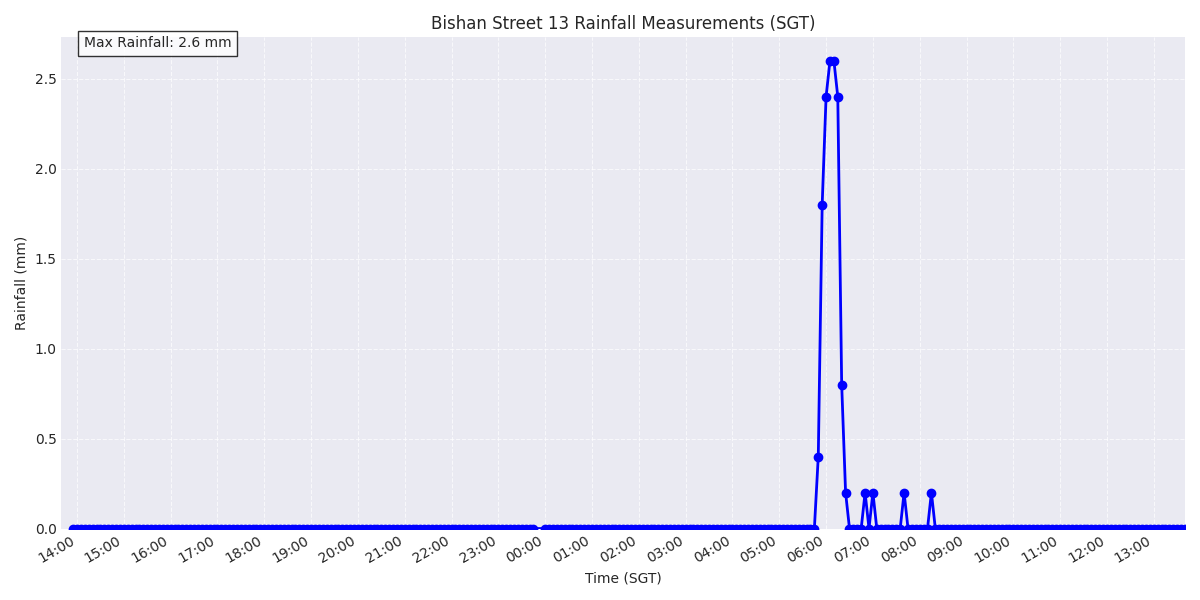 Bishan Street 13 Rainfall Measurements (SGT)
Max Rainfall: 2.6 mm
Rainfall (mm)
2.5
2.0
1.5
1.0
0.5
0.0
14:00 15:00 16:00 17:00 18:00 19:00 20:00 21:00 22:00 23:00 00:00 01:00 02:00 03:00 04:00 05:00 06:00 07:00 08:00 09:00 10:00 11:00 12:00 13:00
Time (SGT)